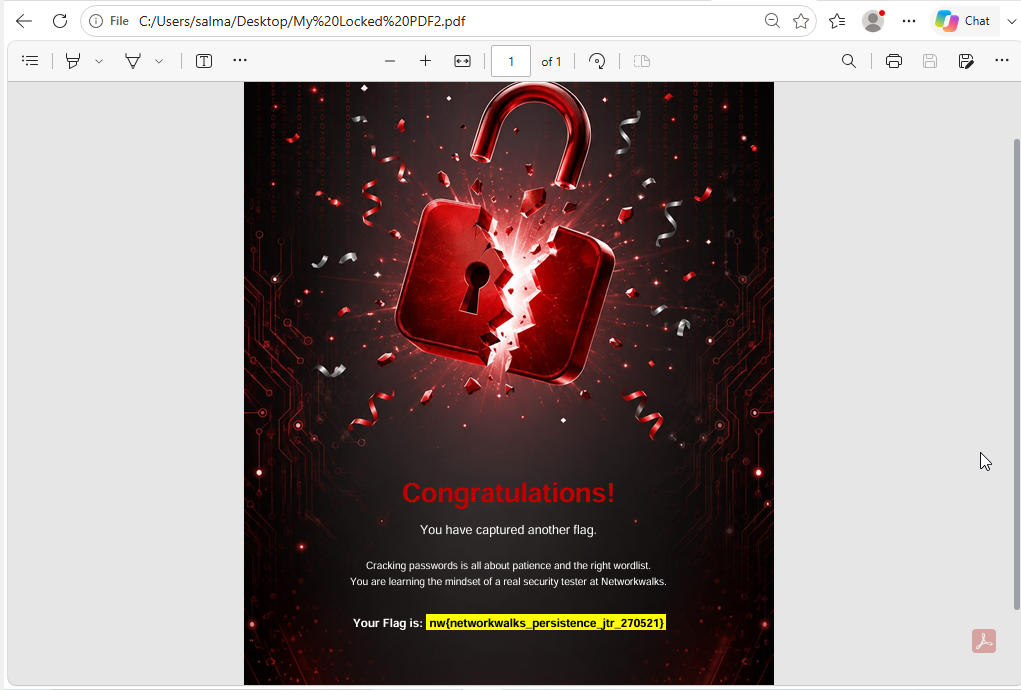 File C:/Users/salma/Desktop/My%20Locked%20PDF2.pdf
Chat
1 of 1
Congratulations!
You have captured another flag.
Cracking passwords is all about patience and the right wordlist.
You are learning the mindset of a real security tester at Networkwalks.
Your Flag is: nw{networkwalks_persistence_jtr_270521}